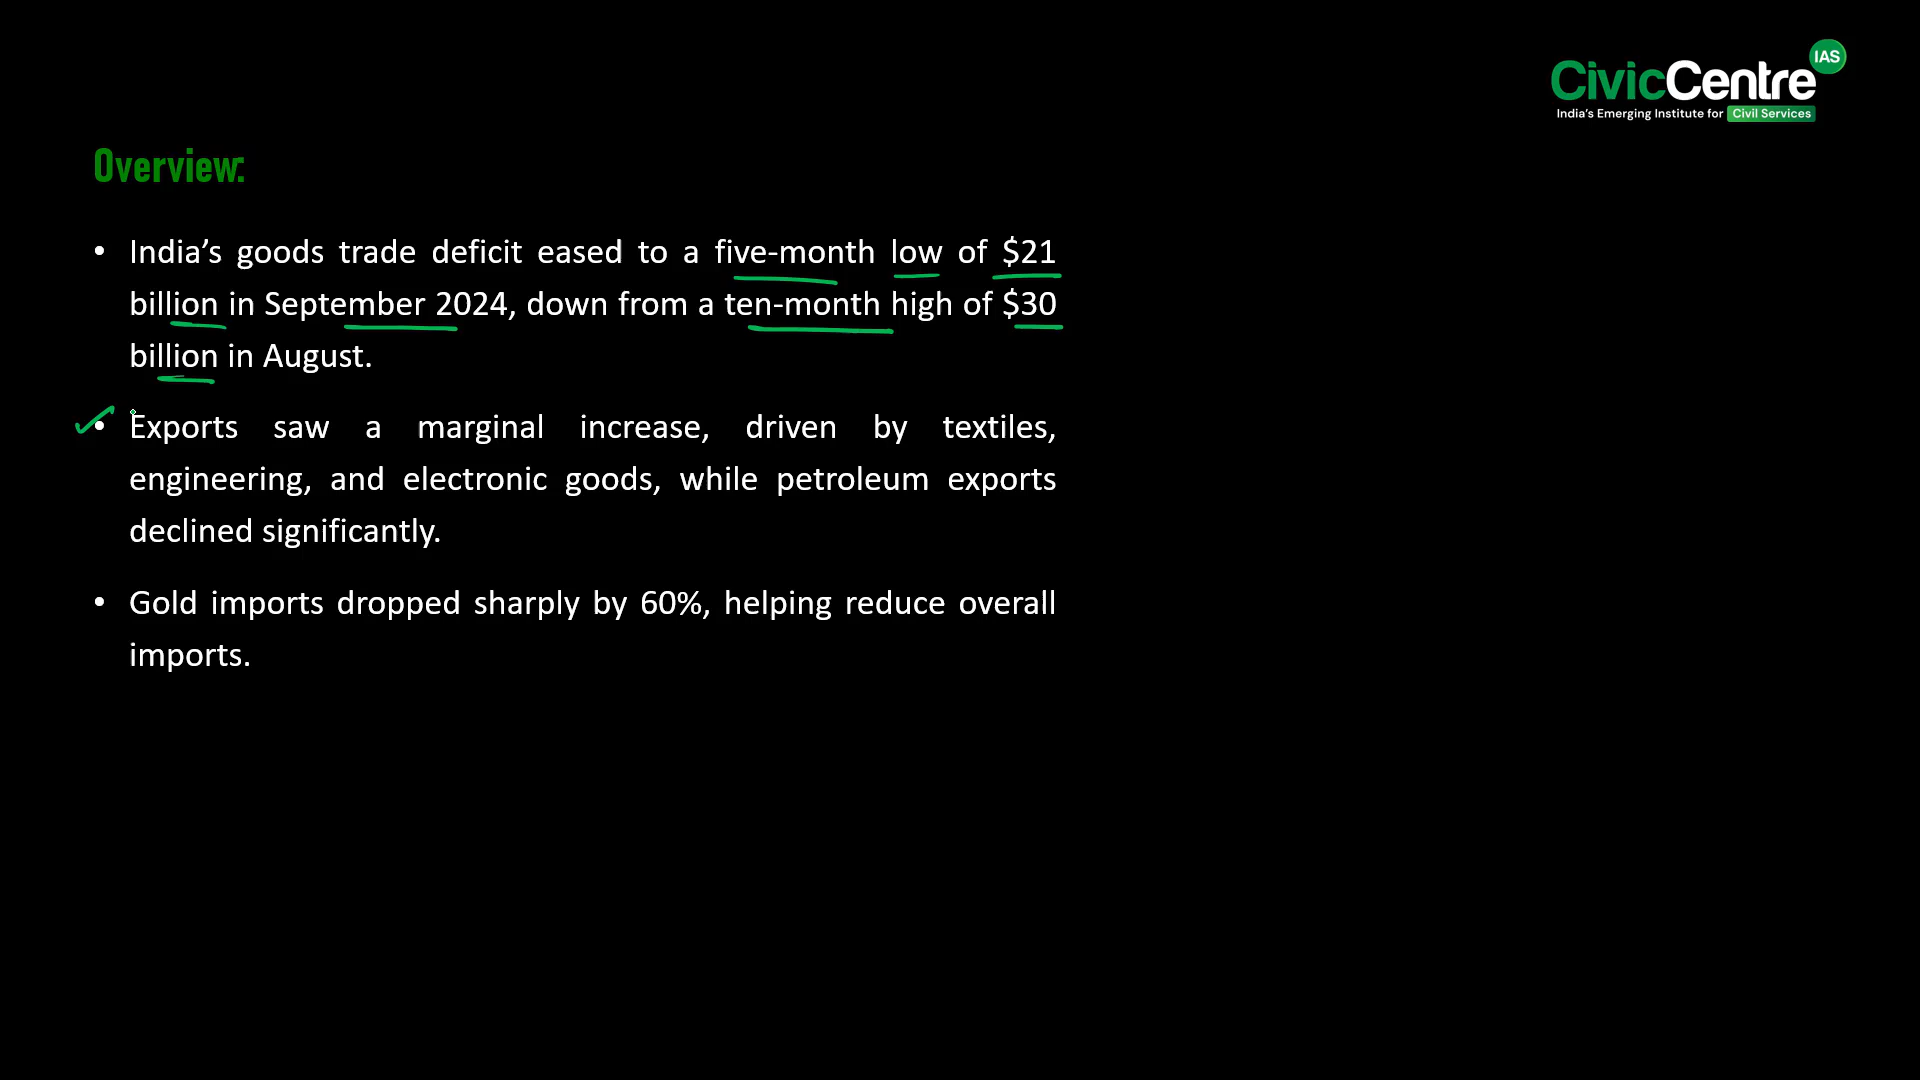 IAS
CivicCentre
India's Emerging Institute for Civil Services
Overview:
• India’s goods trade deficit eased to a five-month low of $21
billion in September 2024, down from a ten-month high of $30
billion in August.
• Exports saw a marginal increase, driven by textiles,
engineering, and electronic goods, while petroleum exports
declined significantly.
• Gold imports dropped sharply by 60%, helping reduce overall
imports.